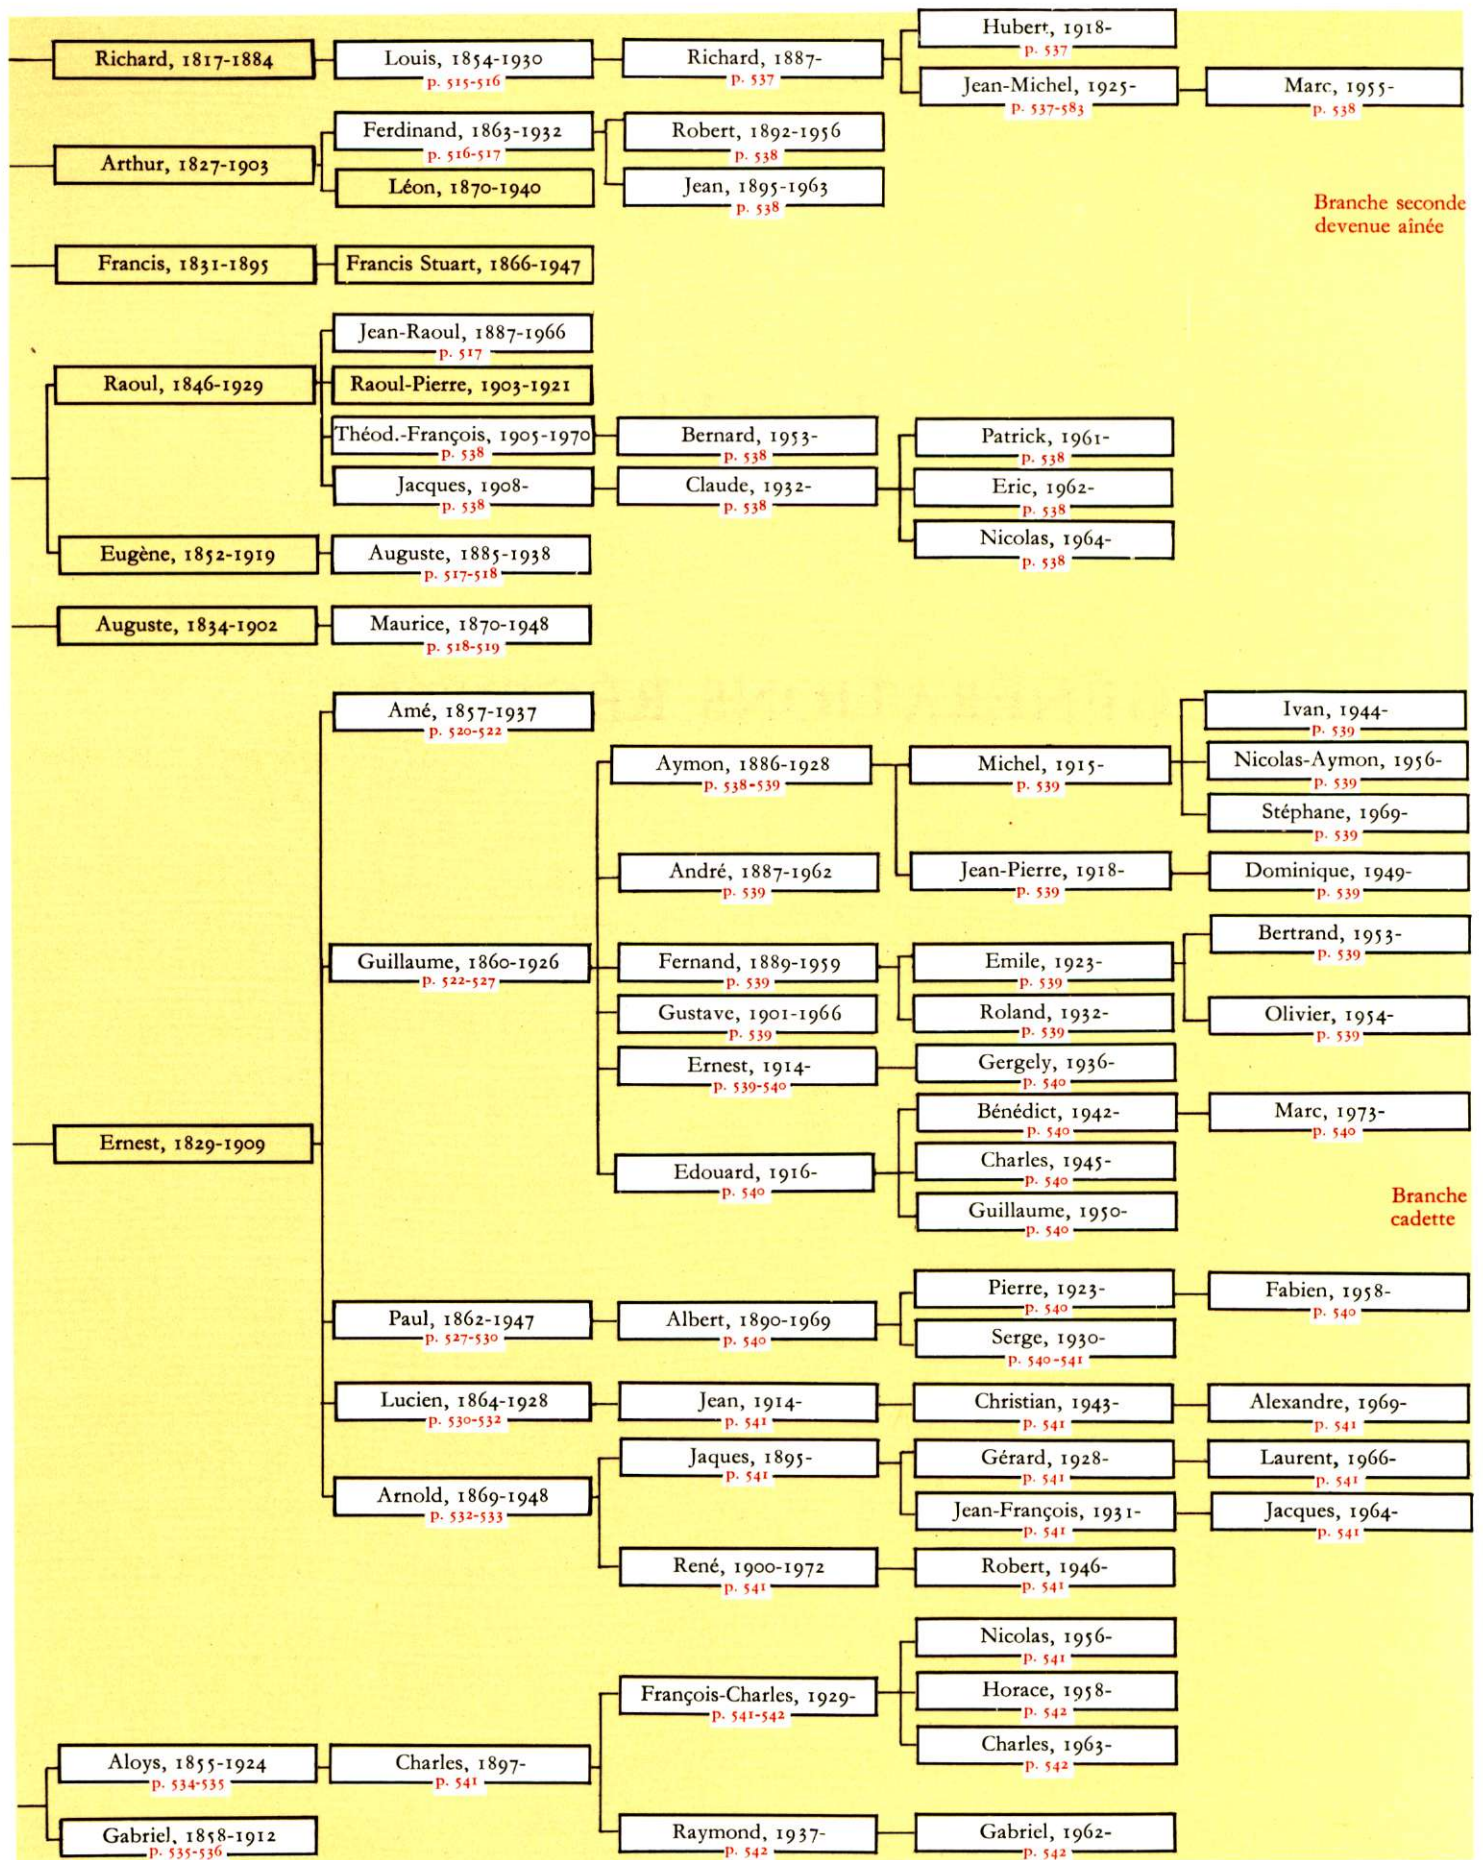 Richard, 1817-1884
Louis, 1854-1930
p. 515-516
Richard, 1887-
p. 537
Hubert, 1918-
p. 537
Jean-Michel, 1925-
p. 537-583
Marc, 1955-
p. 538
Arthur, 1827-1903
Ferdinand, 1863-1932
p. 516-517
Léon, 1870-1940
Robert, 1892-1956
p. 538
Jean, 1895-1963
p. 538
Branche seconde
devenue aînée
Francis, 1831-1895
Francis Stuart, 1866-1947
Raoul, 1846-1929
Jean-Raoul, 1887-1966
p. 517
Raoul-Pierre, 1903-1921
Théod.-François, 1905-1970
p. 538
Bernard, 1953-
p. 538
Jacques, 1908-
p. 538
Claude, 1932-
p. 538
Patrick, 1961-
p. 538
Eric, 1962-
p. 538
Nicolas, 1964-
p. 538
Eugène, 1852-1919
Auguste, 1885-1938
p. 517-518
Auguste, 1834-1902
Maurice, 1870-1948
p. 518-519
Ernest, 1829-1909
Amé, 1857-1937
p. 520-522
Guillaume, 1860-1926
p. 522-527
Aymon, 1886-1928
p. 538-539
Michel, 1915-
p. 539
Ivan, 1944-
p. 539
Nicolas-Aymon, 1956-
p. 539
Stéphane, 1969-
p. 539
Jean-Pierre, 1918-
p. 539
Dominique, 1949-
p. 539
André, 1887-1962
p. 539
Fernand, 1889-1959
p. 539
Emile, 1923-
p. 539
Bertrand, 1953-
p. 539
Olivier, 1954-
p. 539
Roland, 1932-
p. 539
Gustave, 1901-1966
p. 539
Ernest, 1914-
p. 539-540
Gergely, 1936-
p. 540
Edouard, 1916-
p. 540
Bénédict, 1942-
p. 540
Marc, 1973-
p. 540
Charles, 1945-
p. 540
Guillaume, 1950-
p. 540
Branche
cadette
Paul, 1862-1947
p. 527-530
Albert, 1890-1969
p. 540
Pierre, 1923-
p. 540
Fabien, 1958-
p. 540
Serge, 1930-
p. 540-541
Lucien, 1864-1928
p. 530-532
Jean, 1914-
p. 541
Christian, 1943-
p. 541
Alexandre, 1969-
p. 541
Arnold, 1869-1948
p. 532-533
Jaques, 1895-
p. 541
Gérard, 1928-
p. 541
Laurent, 1966-
p. 541
Jean-François, 1931-
p. 541
Jacques, 1964-
p. 541
René, 1900-1972
p. 541
Robert, 1946-
p. 541
Aloys, 1855-1924
p. 534-535
Charles, 1897-
p. 541
François-Charles, 1929-
p. 541-542
Nicolas, 1956-
p. 541
Horace, 1958-
p. 542
Charles, 1963-
p. 542
Raymond, 1937-
p. 542
Gabriel, 1962-
p. 542
Gabriel, 1858-1912
p. 535-536